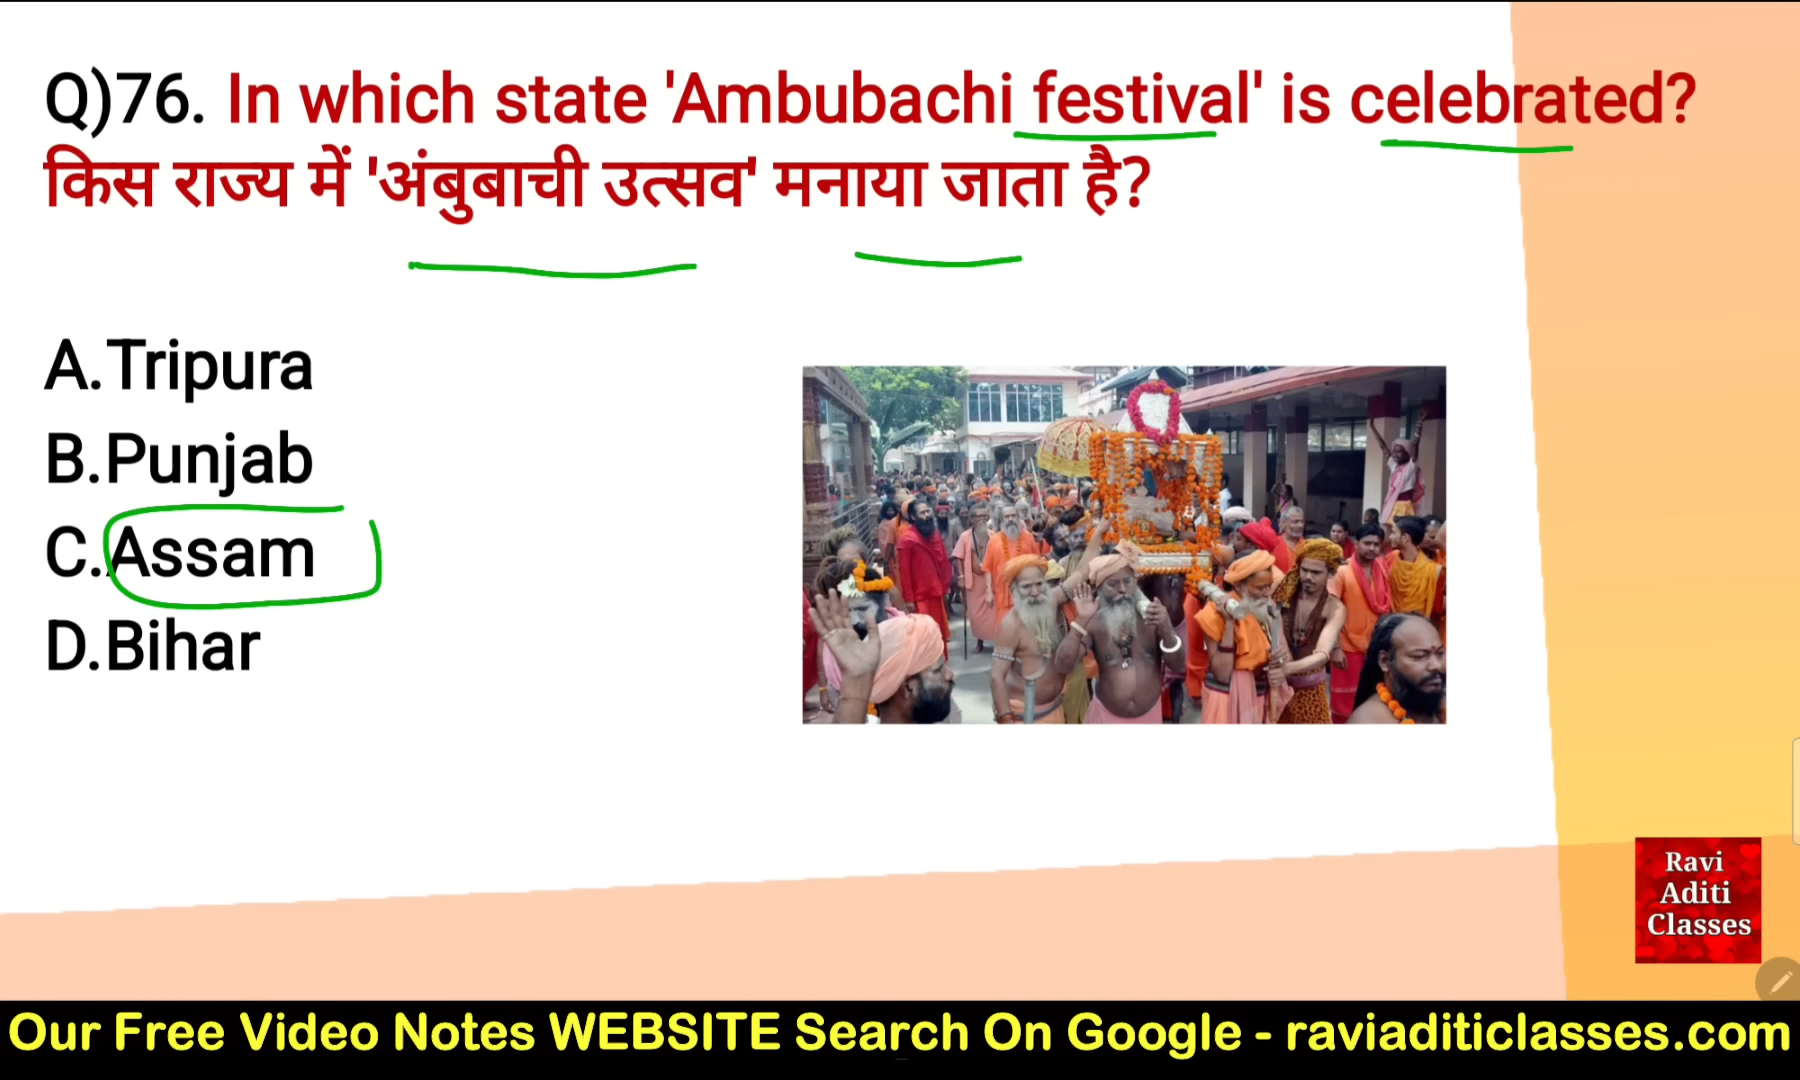 Q)76. In which state 'Ambubachi festival' is celebrated?
किस राज्य में 'अंबुबाची उत्सव' मनाया जाता है?
A.Tripura
B.Punjab
C.Assam
D.Bihar
Ravi
Aditi
Classes
Our Free Video Notes WEBSITE Search On Google - raviaditiclasses.com